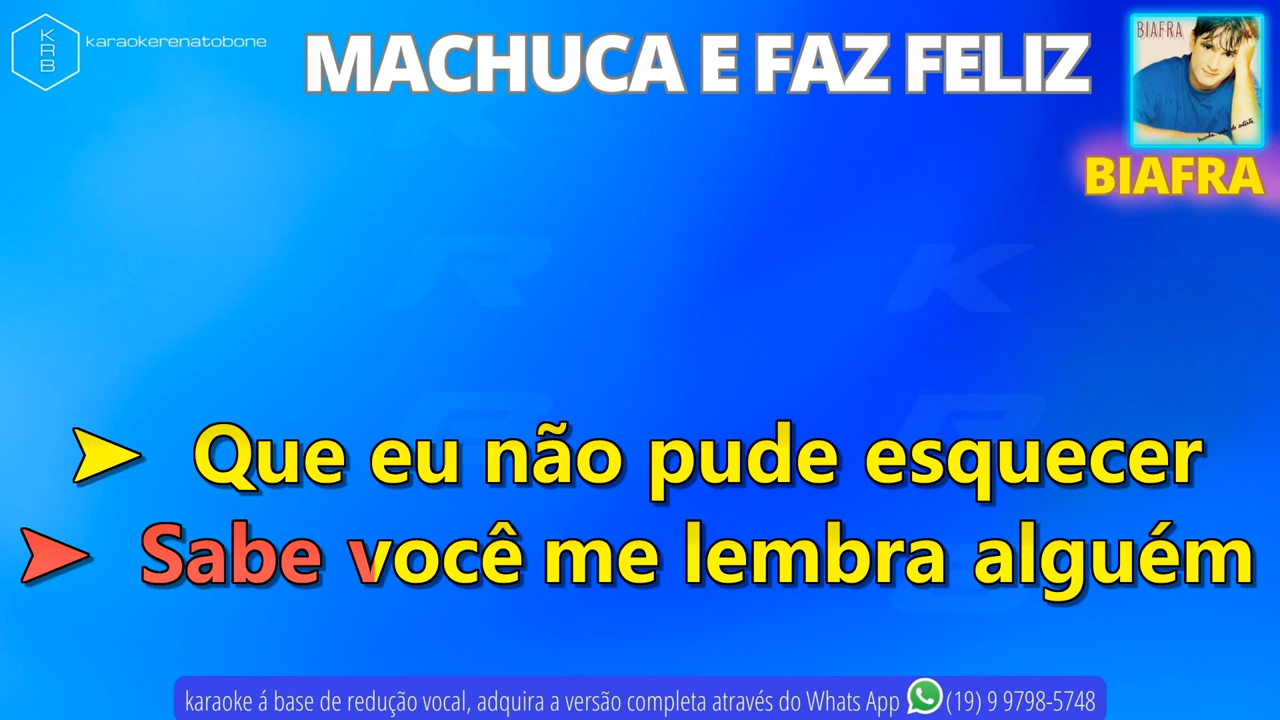 KRB
karaokerenatobone
MACHUCA E FAZ FELIZ
BIAFRA
BIAFRA
K
R
K
R
B
➤ Que eu não pude esquecer
➤ Sabe você me lembra alguém
karaoke á base de redução vocal, adquira a versão completa através do Whats App (19) 9 9798-5748